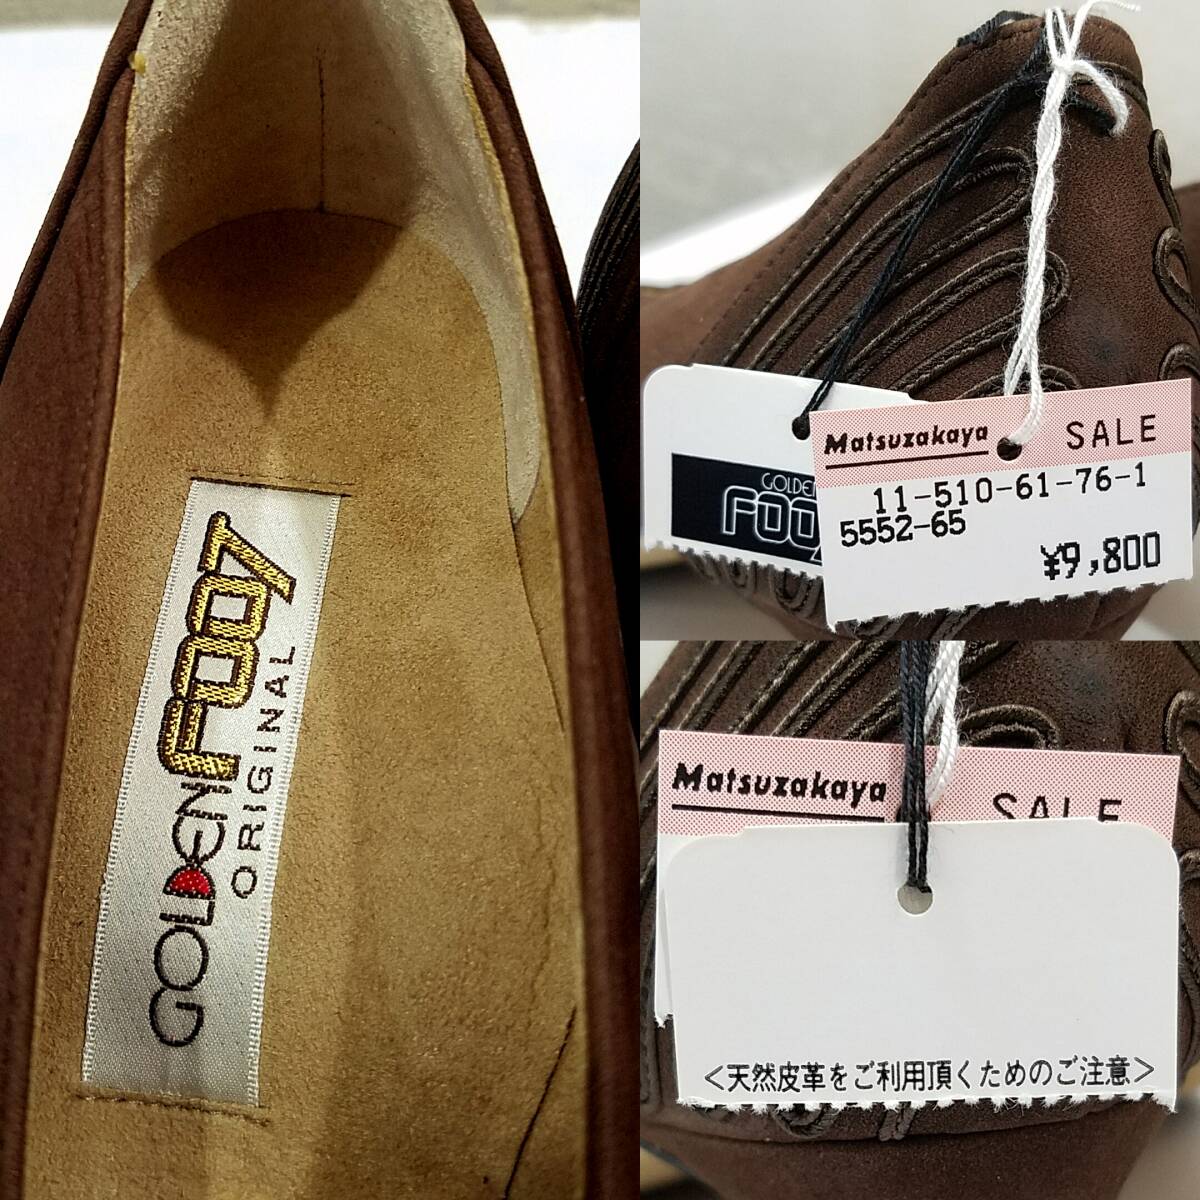 GOLDEN FOOT
ORIGINAL
Matsuzakaya SALE
11-510-61-76-1
5552-65
¥9,800
GOLDEN
FOOT
Matsuzakaya SALE
<天然皮革をご利用頂くためのご注意>